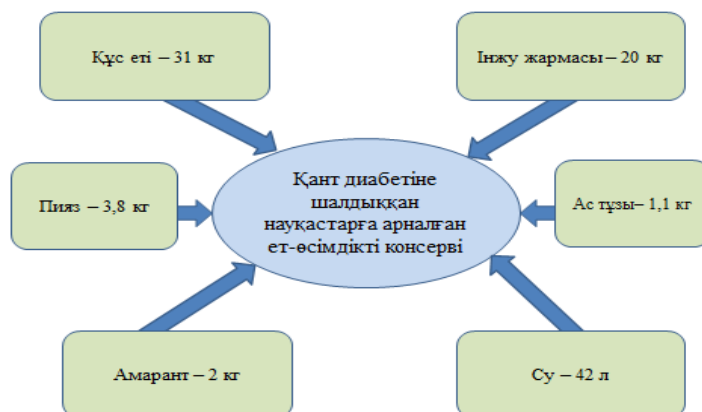 Құс еті – 31 кг
Інжу жармасы – 20 кг
Қант диабетіне
шалдыққан
науқастарға арналған
ет-өсімдікті консерві
Пияз – 3,8 кг
Ас тұзы– 1,1 кг
Амарант – 2 кг
Су – 42 л